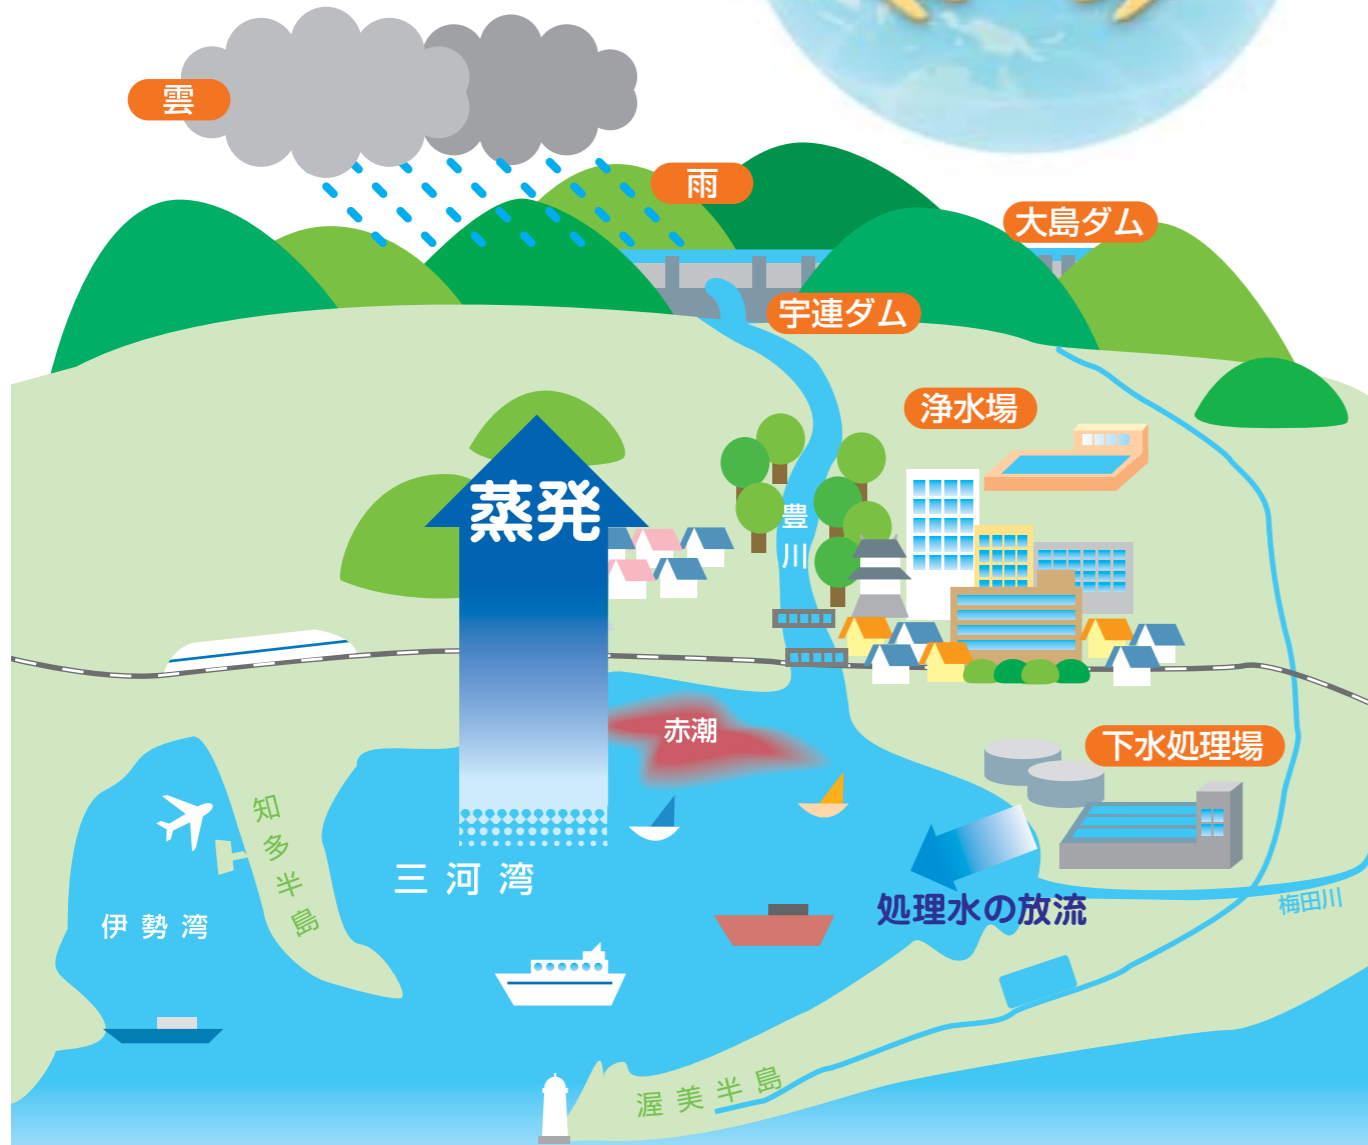 雲
雨
大島ダム
宇連ダム
浄水場
蒸発
豊川
赤潮
下水処理場
知多半島
三河湾
処理水の放流
梅田川
伊勢湾
渥美半島